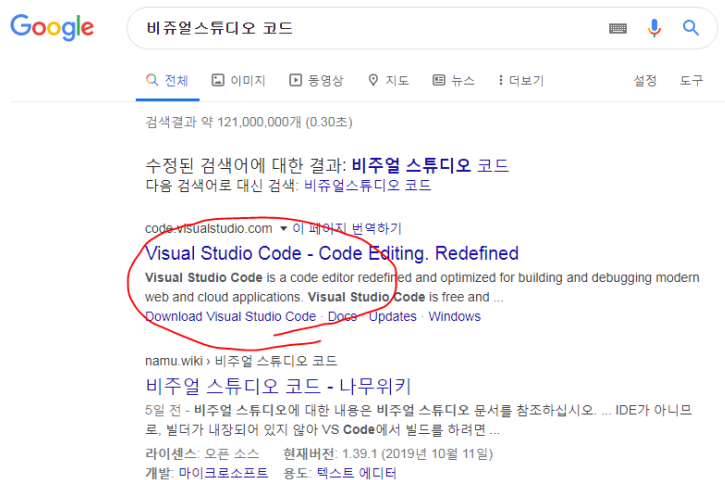 Google 비쥬얼스튜디오 코드
전체 이미지 동영상 지도 뉴스 더보기 설정 도구
검색결과 약 121,000,000개 (0.30초)
수정된 검색어에 대한 결과: 비주얼 스튜디오 코드
다음 검색어로 대신 검색: 비쥬얼스튜디오 코드
code.visualstudio.com ▼ 이 페이지 번역하기
Visual Studio Code - Code Editing. Redefined
Visual Studio Code is a code editor redefined and optimized for building and debugging modern
web and cloud applications. Visual Studio Code is free and ...
Download Visual Studio Code · Docs · Updates · Windows
namu.wiki › 비주얼 스튜디오 코드
비주얼 스튜디오 코드 - 나무위키
5일 전 - 비주얼 스튜디오에 대한 내용은 비주얼 스튜디오 문서를 참조하십시오. ... IDE가 아니므
로, 빌더가 내장되어 있지 않아 VS Code에서 빌드를 하려면 ...
라이센스: 오픈 소스 현재버전: 1.39.1 (2019년 10월 11일)
개발: 마이크로소프트 용도: 텍스트 에디터